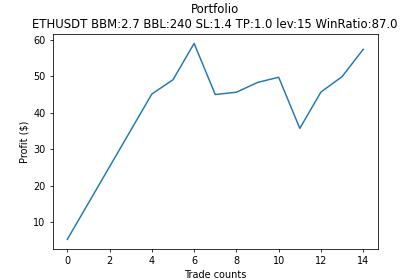 Portfolio
ETHUSDT BBM:2.7 BBL:240 SL:1.4 TP:1.0 lev:15 WinRatio:87.0
60
50
40
30
20
10
Profit ($)
0 2 4 6 8 10 12 14
Trade counts